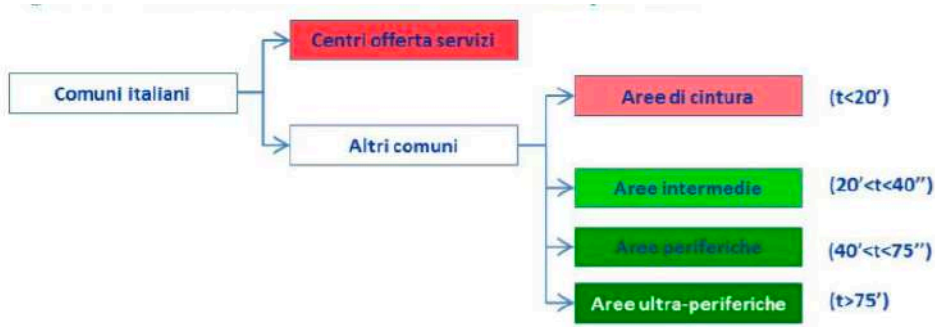 Centri offerta servizi
Comuni italiani
Aree di cintura (t<20')
Altri comuni
Aree intermedie (20'<t<40'')
Aree periferiche (40'<t<75'')
Aree ultra-periferiche (t>75')